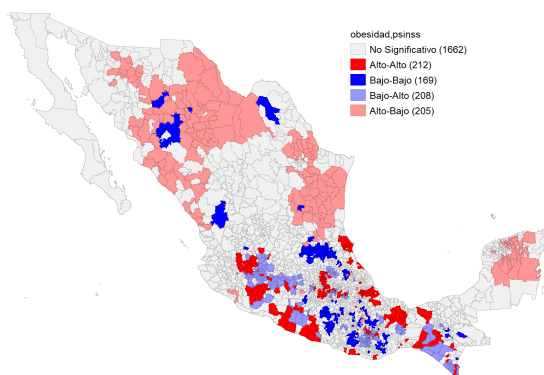 obesidad,psinss
No Significativo (1662)
Alto-Alto (212)
Bajo-Bajo (169)
Bajo-Alto (208)
Alto-Bajo (205)